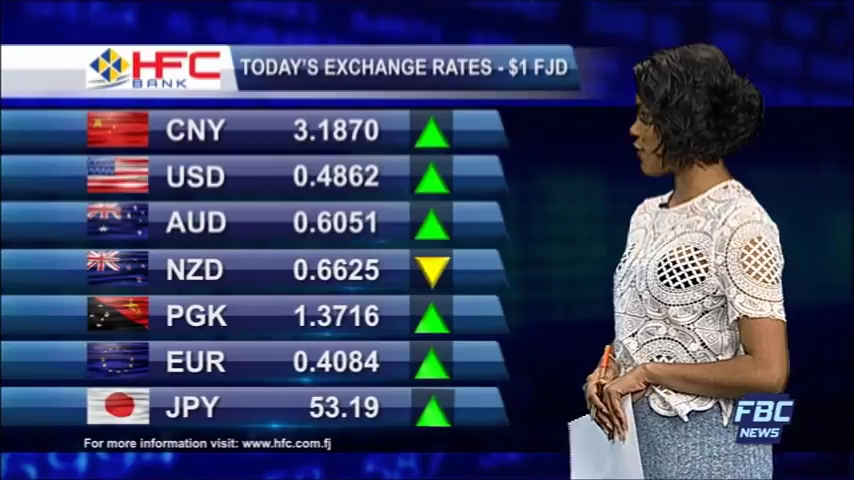 HFC
BANK
TODAY'S EXCHANGE RATES - $1 FJD
CNY 3.1870
USD 0.4862
AUD 0.6051
NZD 0.6625
PGK 1.3716
EUR 0.4084
JPY 53.19
For more information visit: www.hfc.com.fj
FBC
NEWS